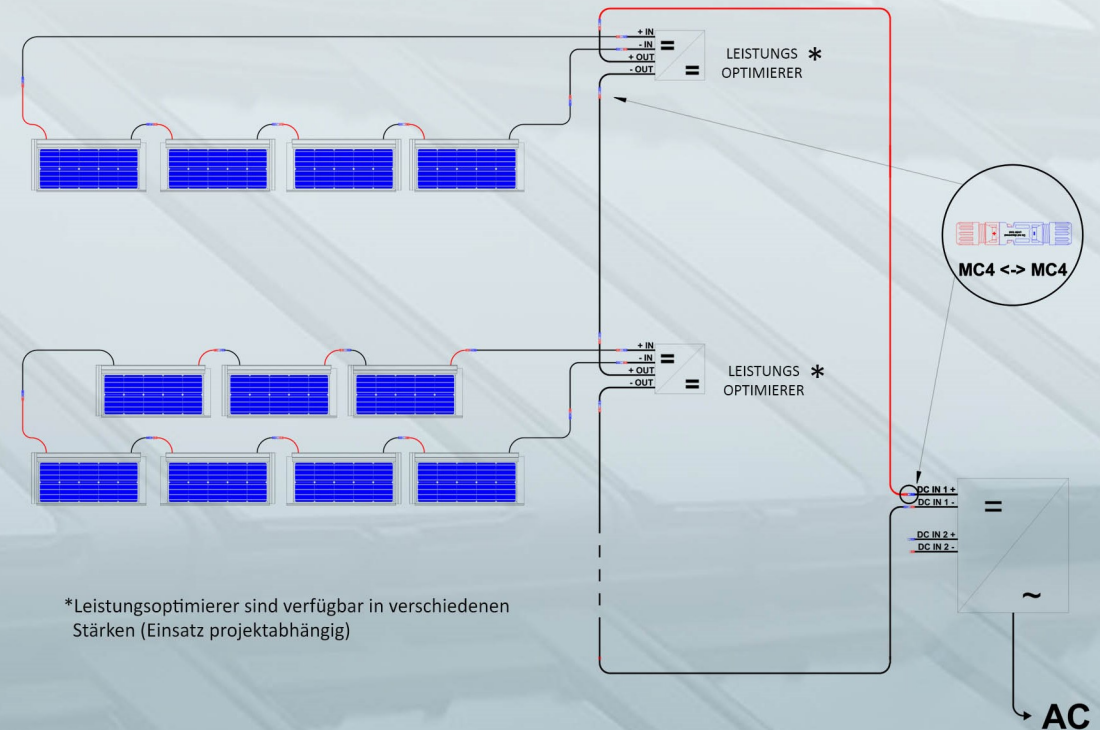 + IN
- IN
+ OUT
- OUT
=
=
LEISTUNGS *
OPTIMIERER
MC4 <-> MC4
+ IN
- IN
+ OUT
- OUT
=
=
LEISTUNGS *
OPTIMIERER
DC IN 1 +
DC IN 1 -
DC IN 2 +
DC IN 2 -
=
~
*Leistungsoptimierer sind verfügbar in verschiedenen
Stärken (Einsatz projektabhängig)
AC